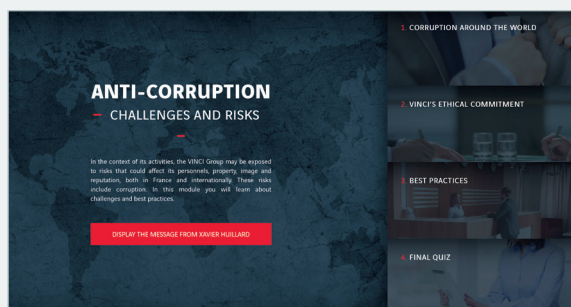 ANTI-CORRUPTION
CHALLENGES AND RISKS
In the context of its activities, the VINCI Group may be exposed
to risks that could affect its personnels, property, image and
reputation, both in France and internationally. These risks
include corruption. In this module you will learn about
challenges and best practices.
DISPLAY THE MESSAGE FROM XAVIER HUILLARD
1. CORRUPTION AROUND THE WORLD
2. VINCI'S ETHICAL COMMITMENT
3. BEST PRACTICES
4. FINAL QUIZ